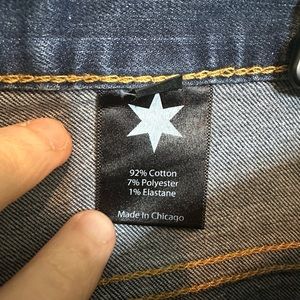 92% Cotton
7% Polyester
1% Elastane
Made In Chicago